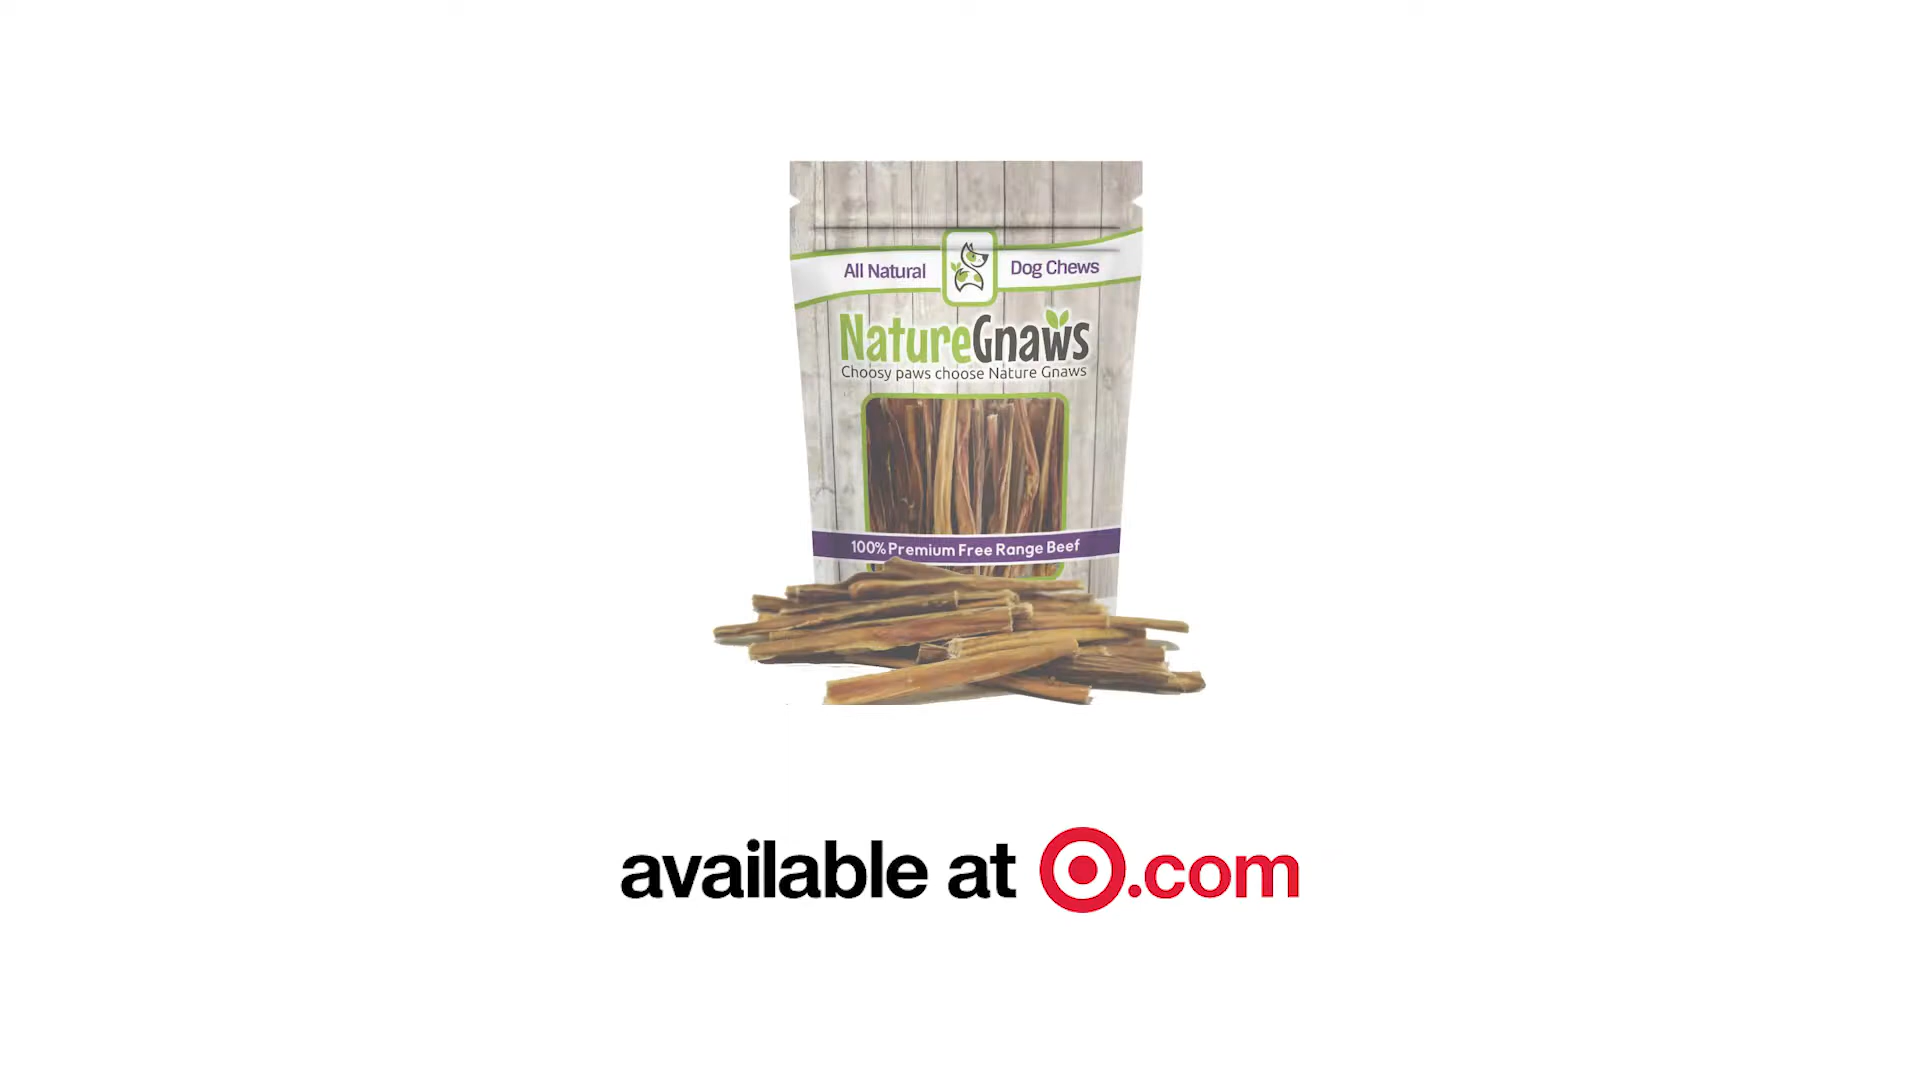 All Natural Dog Chews
NatureGnaws
Choosy paws choose Nature Gnaws
100% Premium Free Range Beef
available at .com